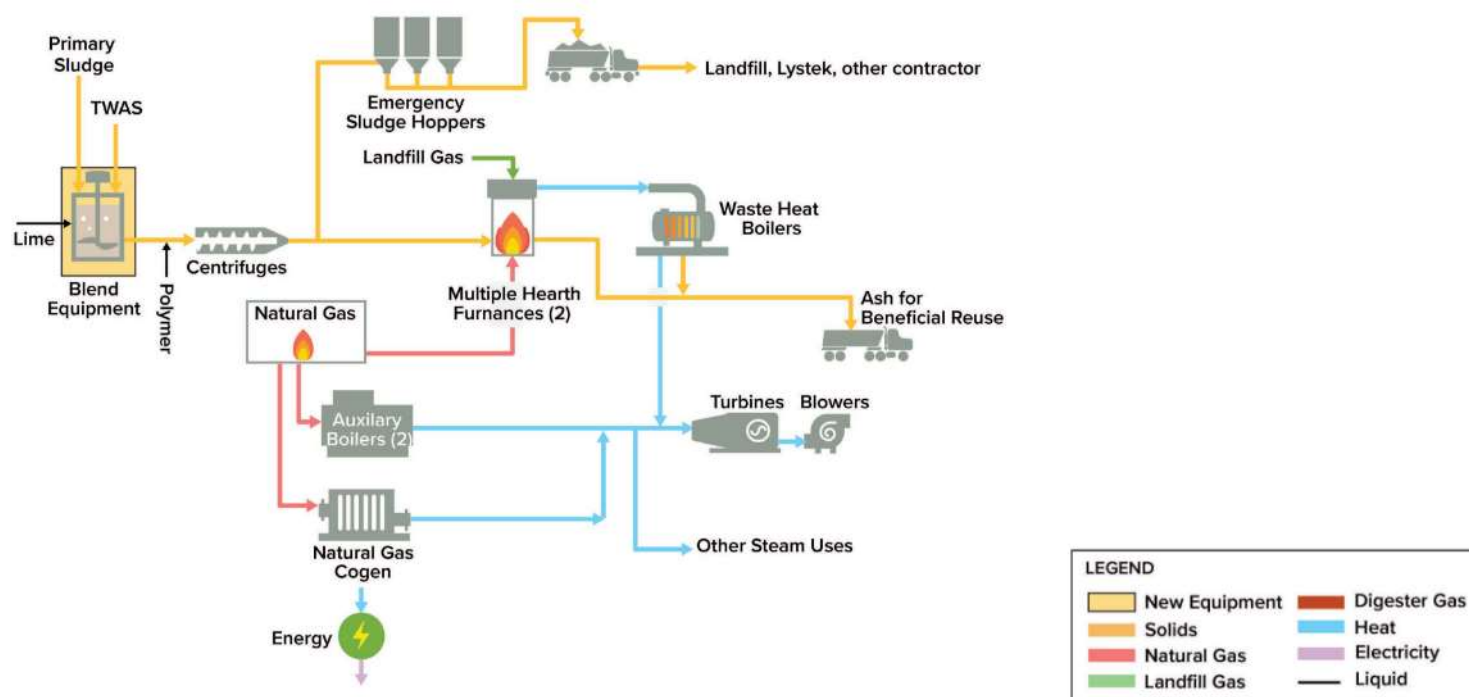 Primary
Sludge
TWAS
Lime
Blend
Equipment
Polymer
Centrifuges
Emergency
Sludge Hoppers
Landfill, Lystek, other contractor
Landfill Gas
Multiple Hearth
Furnances (2)
Waste Heat
Boilers
Ash for
Beneficial Reuse
Natural Gas
Auxilary
Boilers (2)
Turbines
Blowers
Natural Gas
Cogen
Other Steam Uses
Energy
LEGEND
New Equipment
Solids
Natural Gas
Landfill Gas
Digester Gas
Heat
Electricity
Liquid